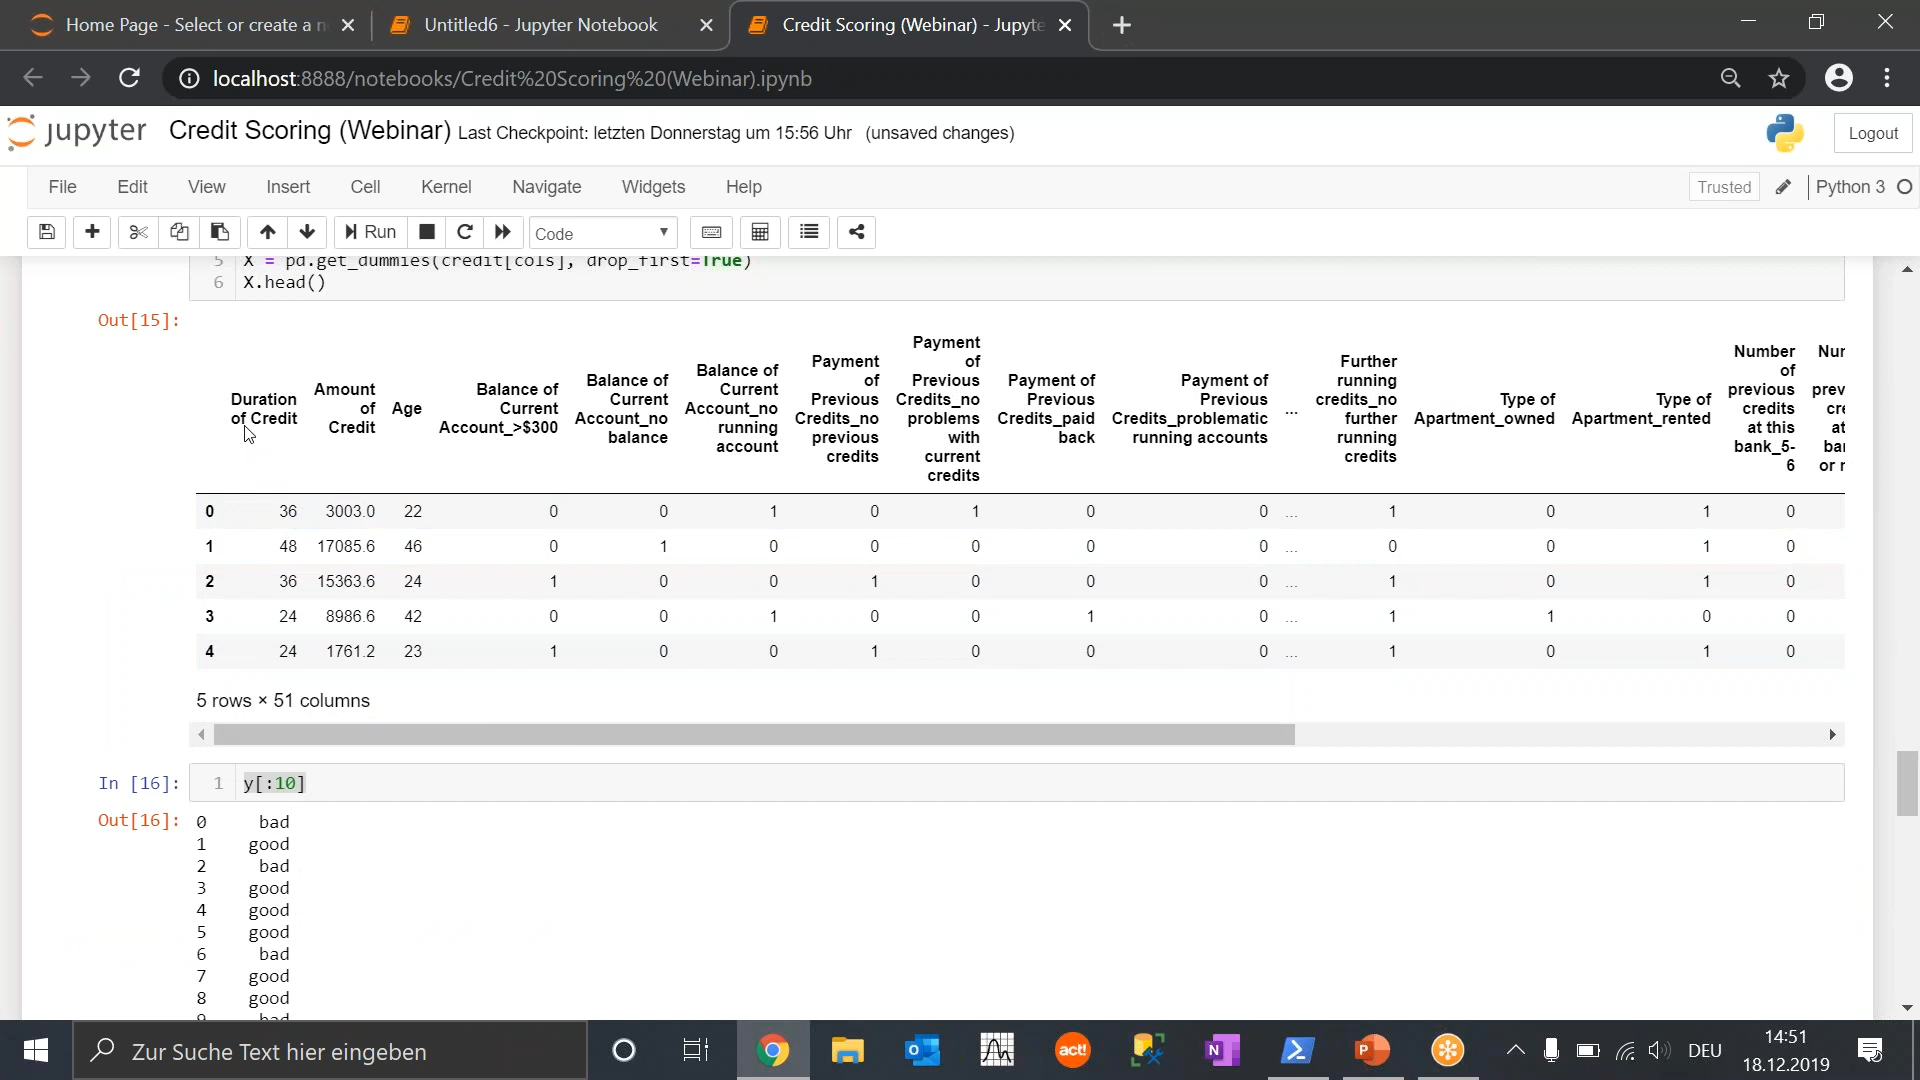 Home Page - Select or create a n
Untitled6 - Jupyter Notebook
Credit Scoring (Webinar) - Jupyte
localhost:8888/notebooks/Credit%20Scoring%20(Webinar).ipynb
jupyter Credit Scoring (Webinar) Last Checkpoint: letzten Donnerstag um 15:56 Uhr (unsaved changes)
Logout
File Edit View Insert Cell Kernel Navigate Widgets Help
Trusted Python 3
Run Code
5 X = pd.get_dummies(credit[cols], drop_first=True)
6 X.head()
Out[15]:
Duration of Credit
Amount of Credit
Age
Balance of Current Account_>$300
Balance of Current Account_no balance
Balance of Current Account_no running account
Payment of Previous Credits_no previous credits
Payment of Previous Credits_no problems with current credits
Payment of Previous Credits_paid back
Payment of Previous Credits_problematic running accounts
...
Further running credits_no further running credits
Type of Apartment_owned
Type of Apartment_rented
Number of previous credits at this bank_5-6
0 36 3003.0 22 0 0 1 0 1 0 0 ... 1 0 1 0
1 48 17085.6 46 0 1 0 0 0 0 0 ... 0 0 1 0
2 36 15363.6 24 1 0 0 1 0 0 0 ... 1 0 1 0
3 24 8986.6 42 0 0 1 0 0 1 0 ... 1 1 0 0
4 24 1761.2 23 1 0 0 1 0 0 0 ... 1 0 1 0
5 rows × 51 columns
In [16]: 1 y[:10]
Out[16]: 0 bad
1 good
2 bad
3 good
4 good
5 good
6 bad
7 good
8 good
9 bad
Zur Suche Text hier eingeben
act!
DEU
14:51
18.12.2019